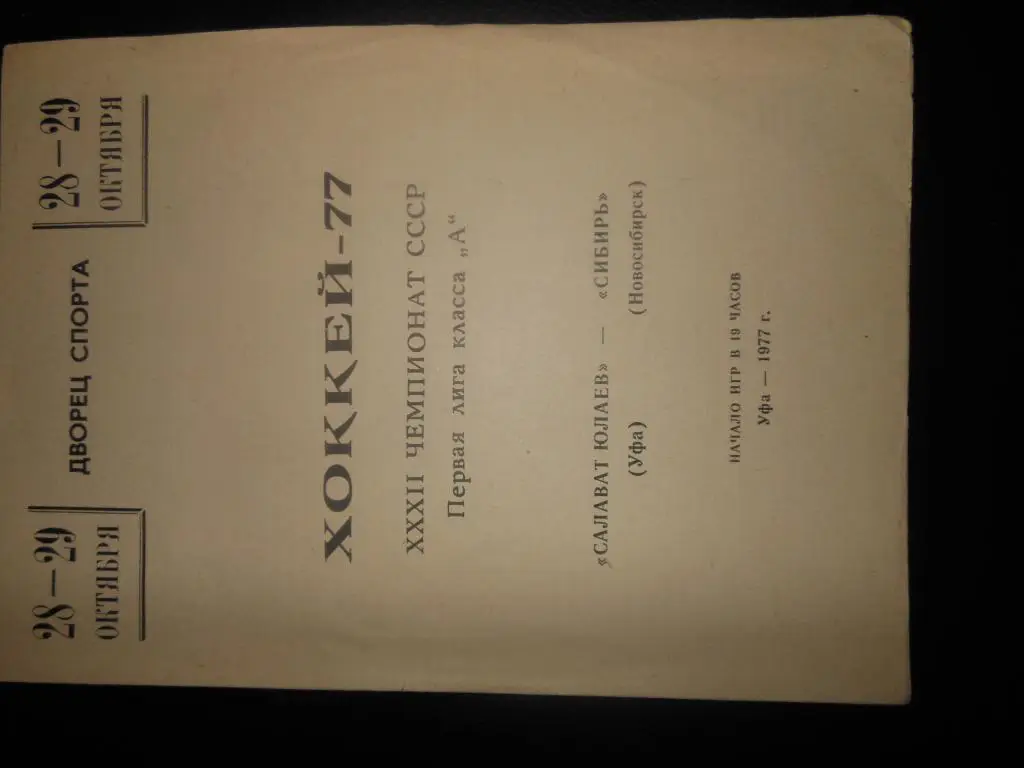 28—29
ОКТЯБРЯ
ДВОРЕЦ СПОРТА
28—29
ОКТЯБРЯ
ХОККЕЙ-77
XXXII ЧЕМПИОНАТ СССР
Первая лига класса „А“
«САЛАВАТ ЮЛАЕВ» — «СИБИРЬ»
(Уфа) (Новосибирск)
НАЧАЛО ИГР В 19 ЧАСОВ
Уфа — 1977 г.